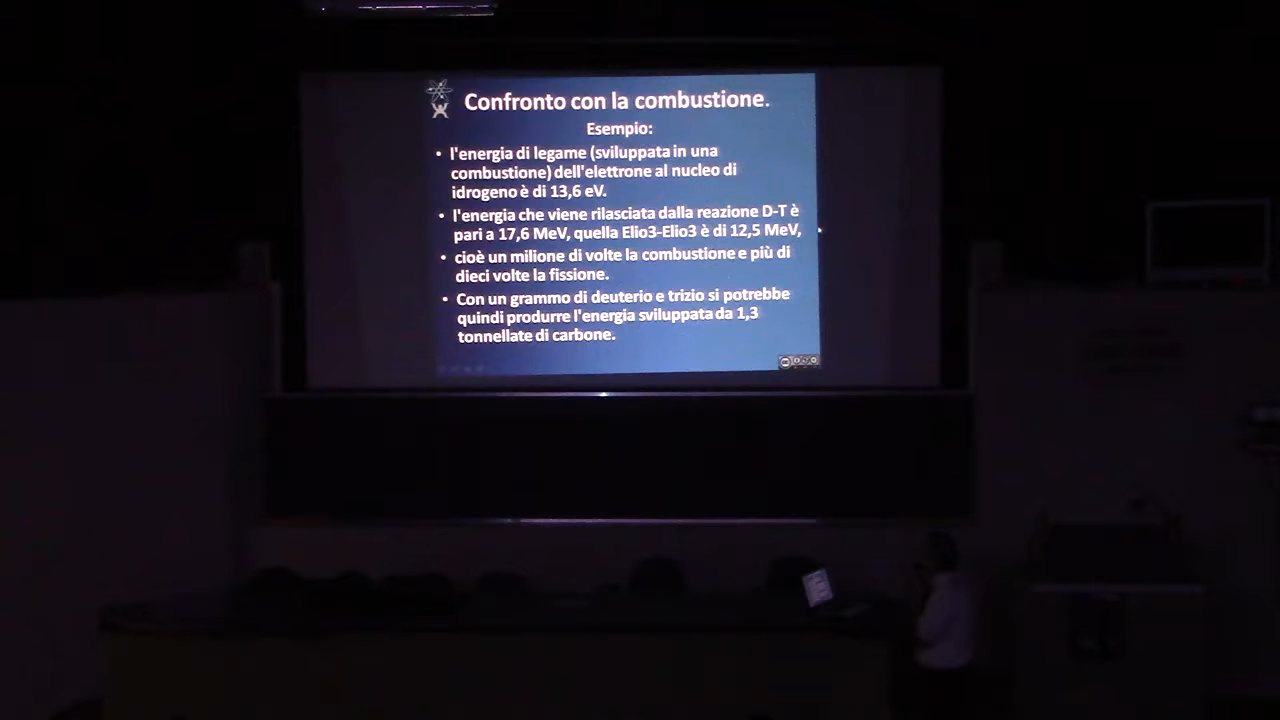 Confronto con la combustione.
Esempio:
• l'energia di legame (sviluppata in una
combustione) dell'elettrone al nucleo di
idrogeno è di 13,6 eV.
• l'energia che viene rilasciata dalla reazione D-T è
pari a 17,6 MeV, quella Elio3-Elio3 è di 12,5 MeV,
• cioè un milione di volte la combustione e più di
dieci volte la fissione.
• Con un grammo di deuterio e trizio si potrebbe
quindi produrre l'energia sviluppata da 1,3
tonnellate di carbone.